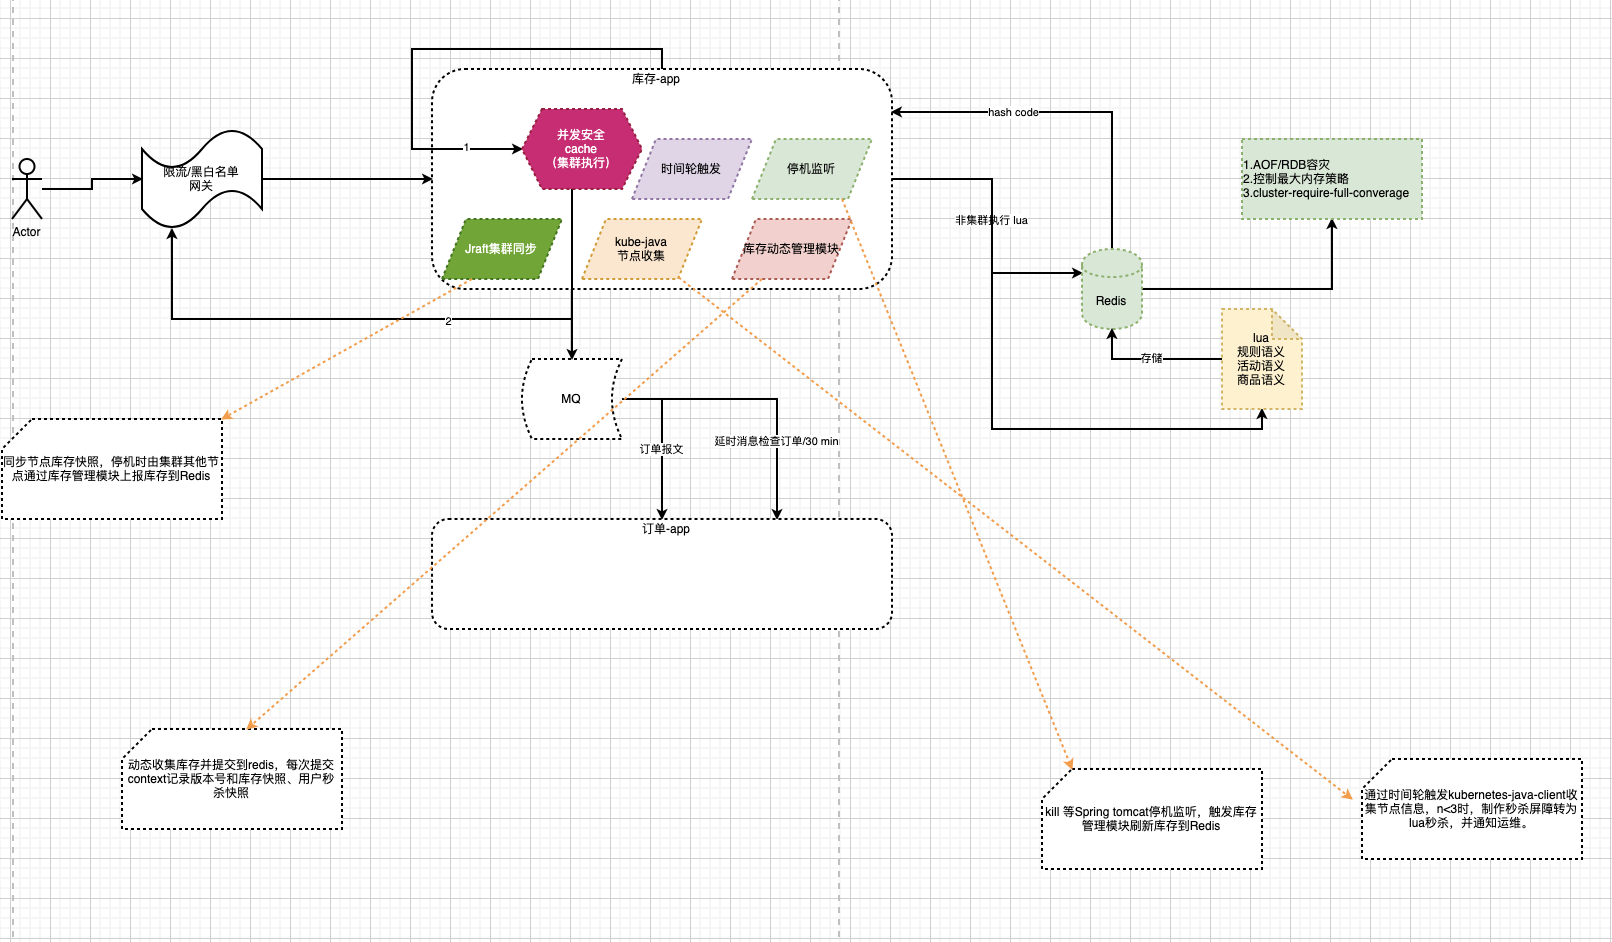 库存-app
并发安全
cache
（集群执行）
时间轮触发
停机监听
Jraft集群同步
kube-java
节点收集
库存动态管理模块
1
限流/黑白名单
网关
Actor
2
hash code
非集群执行 lua
1.AOF/RDB容灾
2.控制最大内存策略
3.cluster-require-full-converage
Redis
存储
lua
规则语义
活动语义
商品语义
MQ
订单报文
延时消息检查订单/30 min
订单-app
同步节点库存快照，停机时由集群其他节
点通过库存管理模块上报库存到Redis
动态收集库存并提交到redis，每次提交
context记录版本号和库存快照、用户秒
杀快照
kill 等Spring tomcat停机监听，触发库存
管理模块刷新库存到Redis
通过时间轮触发kubernetes-java-client收
集节点信息，n<3时，制作秒杀屏障转为
lua秒杀，并通知运维。